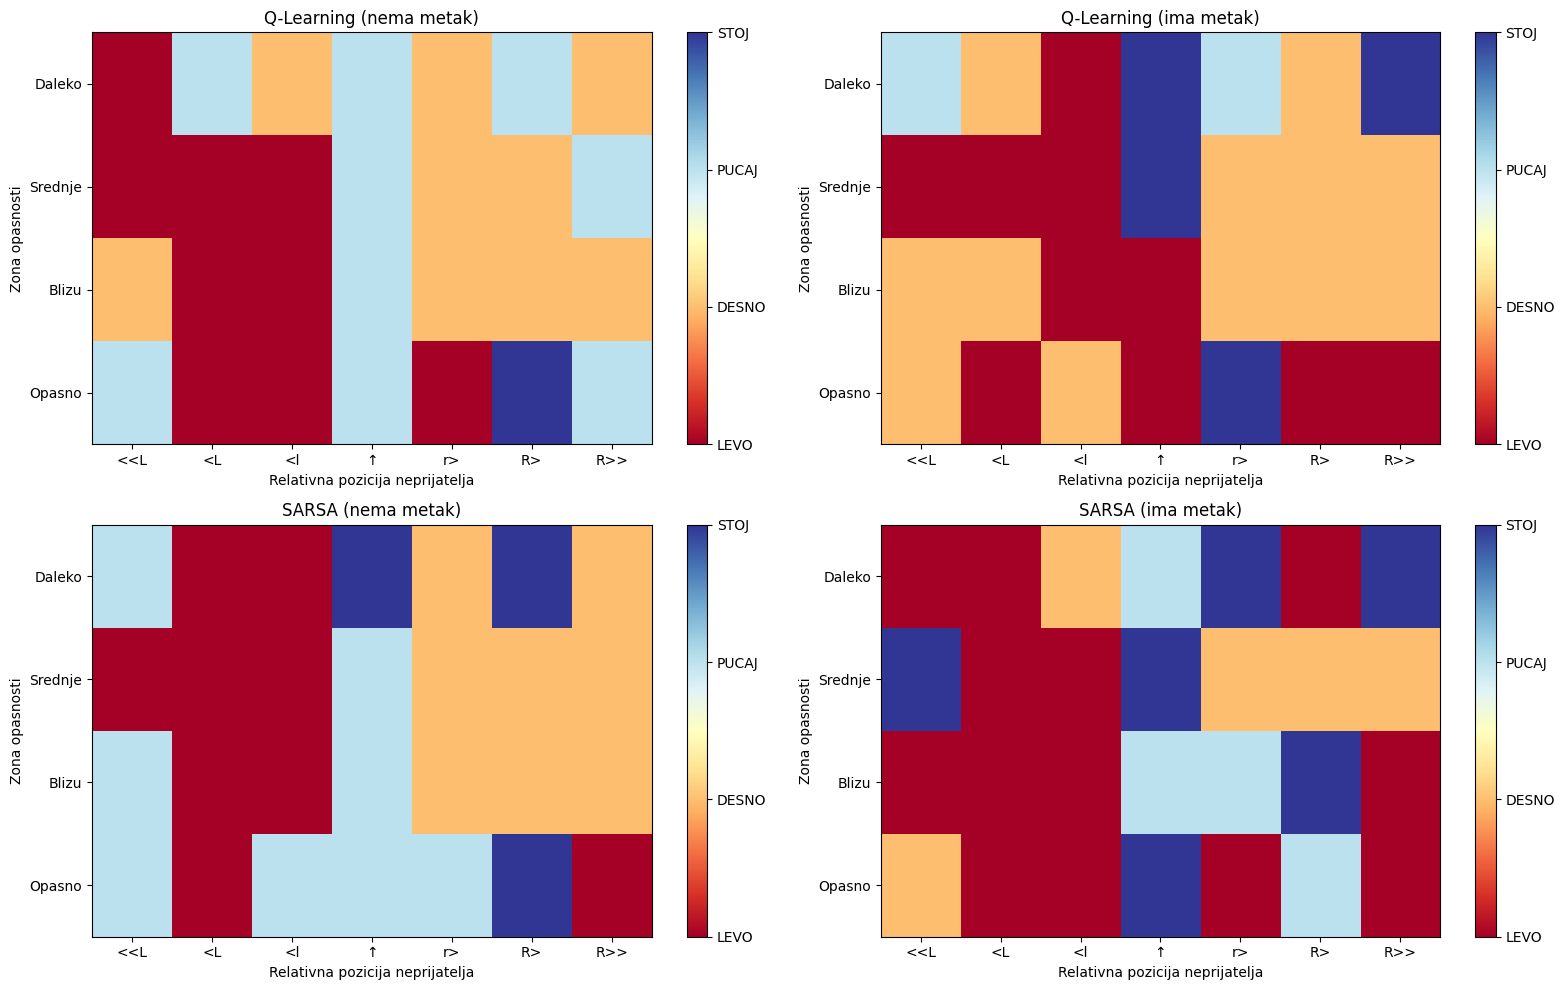 Q-Learning (nema metak)
Zona opasnosti
Daleko
Srednje
Blizu
Opasno
<<L <L <l ↑ r> R> R>>
Relativna pozicija neprijatelja
STOJ
PUCAJ
DESNO
LEVO
Q-Learning (ima metak)
Zona opasnosti
Daleko
Srednje
Blizu
Opasno
<<L <L <l ↑ r> R> R>>
Relativna pozicija neprijatelja
STOJ
PUCAJ
DESNO
LEVO
SARSA (nema metak)
Zona opasnosti
Daleko
Srednje
Blizu
Opasno
<<L <L <l ↑ r> R> R>>
Relativna pozicija neprijatelja
STOJ
PUCAJ
DESNO
LEVO
SARSA (ima metak)
Zona opasnosti
Daleko
Srednje
Blizu
Opasno
<<L <L <l ↑ r> R> R>>
Relativna pozicija neprijatelja
STOJ
PUCAJ
DESNO
LEVO